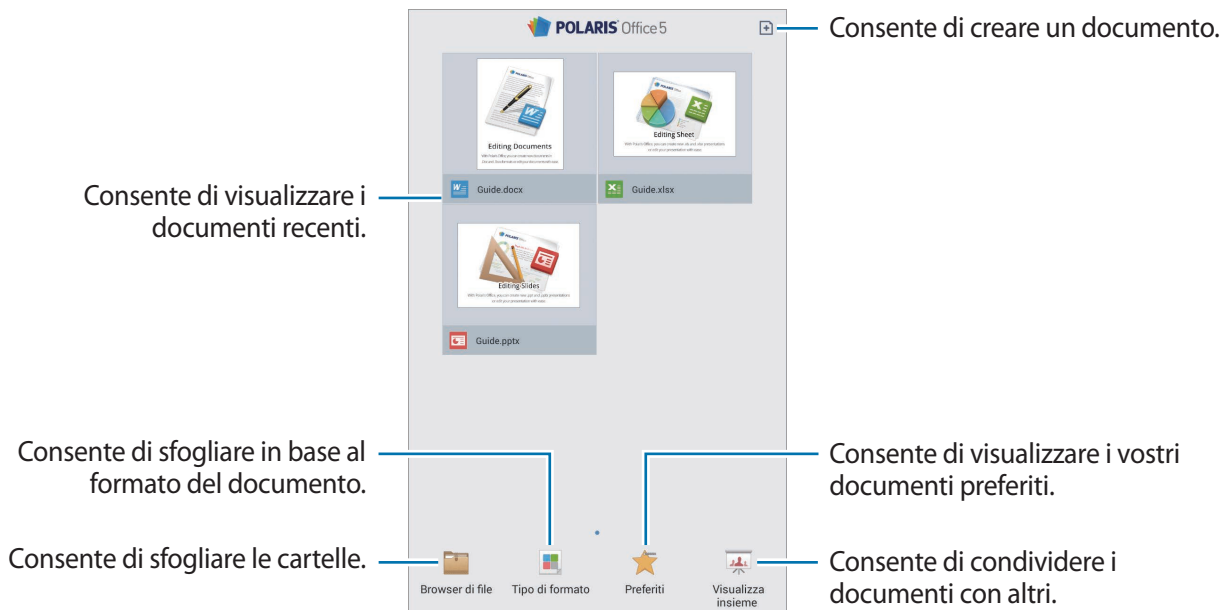 POLARIS Office 5
Consente di creare un documento.
Editing Documents
Editing Sheet
Guide.docx
Guide.xlsx
Consente di visualizzare i
documenti recenti.
Editing Slides
Guide.pptx
Consente di sfogliare in base al
formato del documento.
Consente di visualizzare i vostri
documenti preferiti.
Consente di sfogliare le cartelle.
Consente di condividere i
documenti con altri.
Browser di file
Tipo di formato
Preferiti
Visualizza
insieme